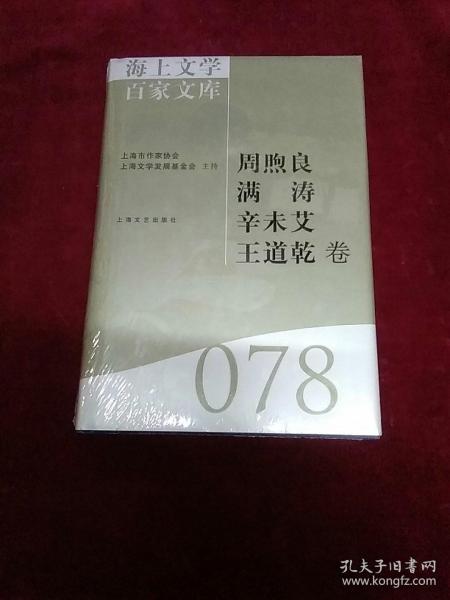 海上文学
百家文库
上海市作家协会
上海文学发展基金会 主持
上海文艺出版社
周煦良
满涛
辛未艾
王道乾 卷
078
孔夫子旧书网
www.kongfz.com